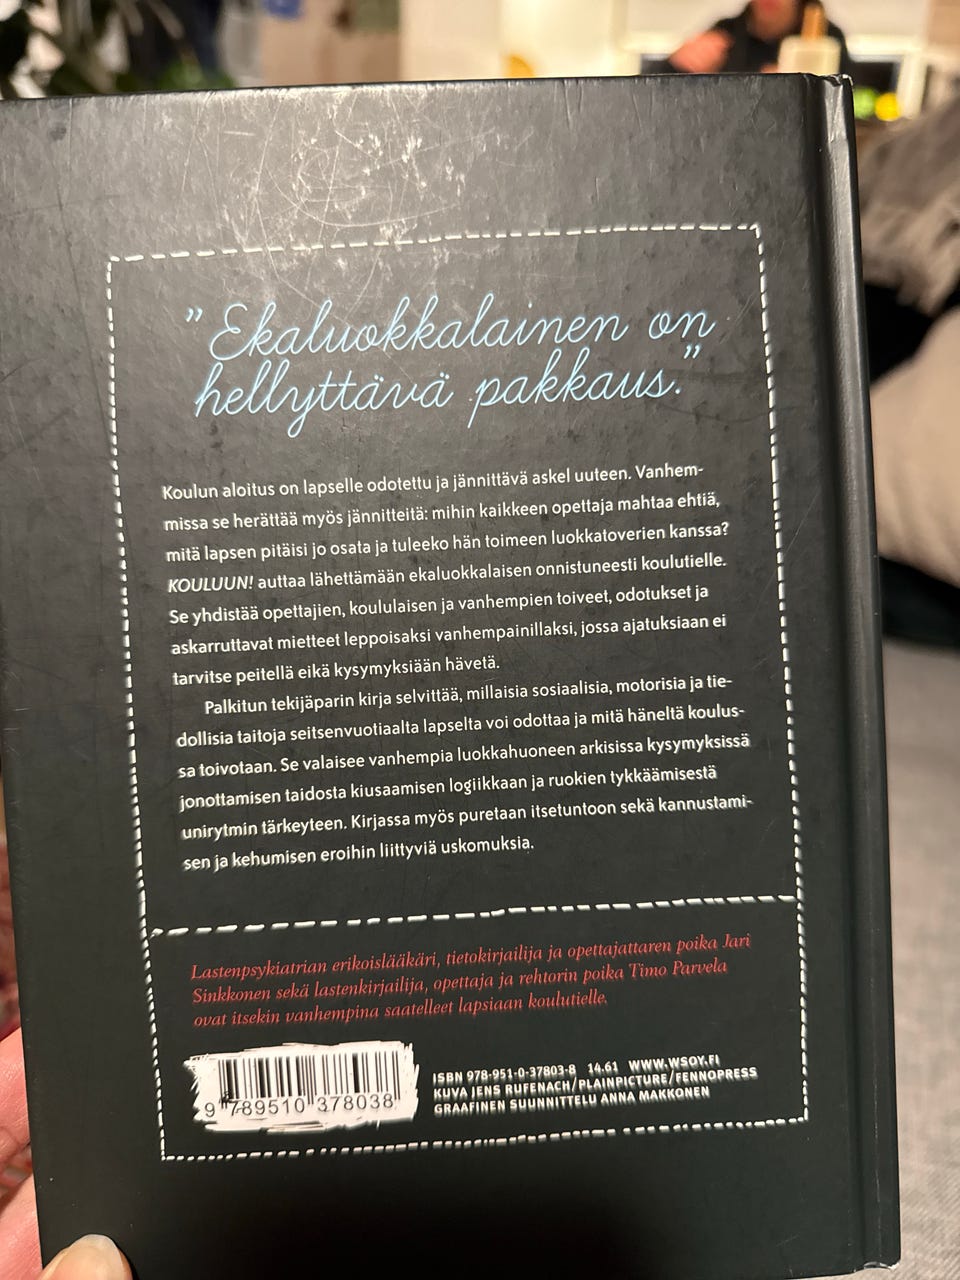 ”Ekaluokkalainen on
hellyttävä pakkaus.”
Koulun aloitus on lapselle odotettu ja jännittävä askel uuteen. Vanhem-
missa se herättää myös jännitteitä: mihin kaikkeen opettaja mahtaa ehtiä,
mitä lapsen pitäisi jo osata ja tuleeko hän toimeen luokkatoverien kanssa?
KOULUUN! auttaa lähettämään ekaluokkalaisen onnistuneesti koulutielle.
Se yhdistää opettajien, koululaisen ja vanhempien toiveet, odotukset ja
askarruttavat mietteet leppoisaksi vanhempainillaksi, jossa ajatuksiaan ei
tarvitse peitellä eikä kysymyksiään hävetä.
Palkitun tekijäparin kirja selvittää, millaisia sosiaalisia, motorisia ja tie-
dollisia taitoja seitsenvuotiaalta lapselta voi odottaa ja mitä häneltä koulus-
sa toivotaan. Se valaisee vanhempia luokkahuoneen arkisissa kysymyksissä
jonottamisen taidosta kiusaamisen logiikkaan ja ruokien tykkäämisestä
unirytmin tärkeyteen. Kirjassa myös puretaan itsetuntoon sekä kannustami-
sen ja kehumisen eroihin liittyviä uskomuksia.
Lastenpsykiatrian erikoislääkäri, tietokirjailija ja opettajattaren poika Jari
Sinkkonen sekä lastenkirjailija, opettaja ja rehtorin poika Timo Parvela
ovat itsekin vanhempina saatelleet lapsiaan koulutielle.
9 789510 378038
ISBN 978-951-0-37803-8 14.61 WWW.WSOY.FI
KUVA JENS RUFENACH/PLAINPICTURE/FENNOPRESS
GRAAFINEN SUUNNITTELU ANNA MAKKONEN